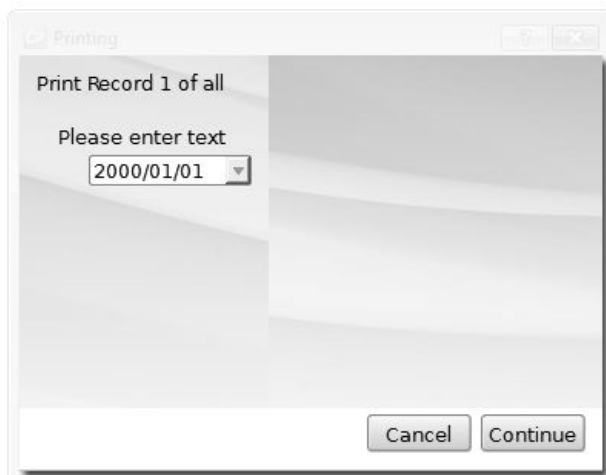 Printing
Print Record 1 of all
Please enter text
2000/01/01
Cancel Continue